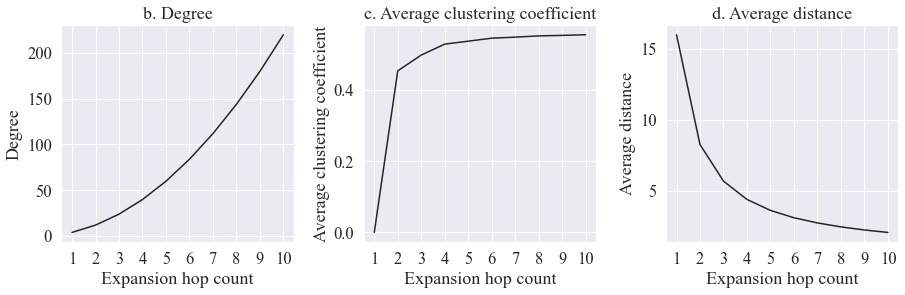 b. Degree
Degree
200
150
100
50
0
1 2 3 4 5 6 7 8 9 10
Expansion hop count
c. Average clustering coefficient
Average clustering coefficient
0.4
0.2
0.0
1 2 3 4 5 6 7 8 9 10
Expansion hop count
d. Average distance
Average distance
15
10
5
1 2 3 4 5 6 7 8 9 10
Expansion hop count